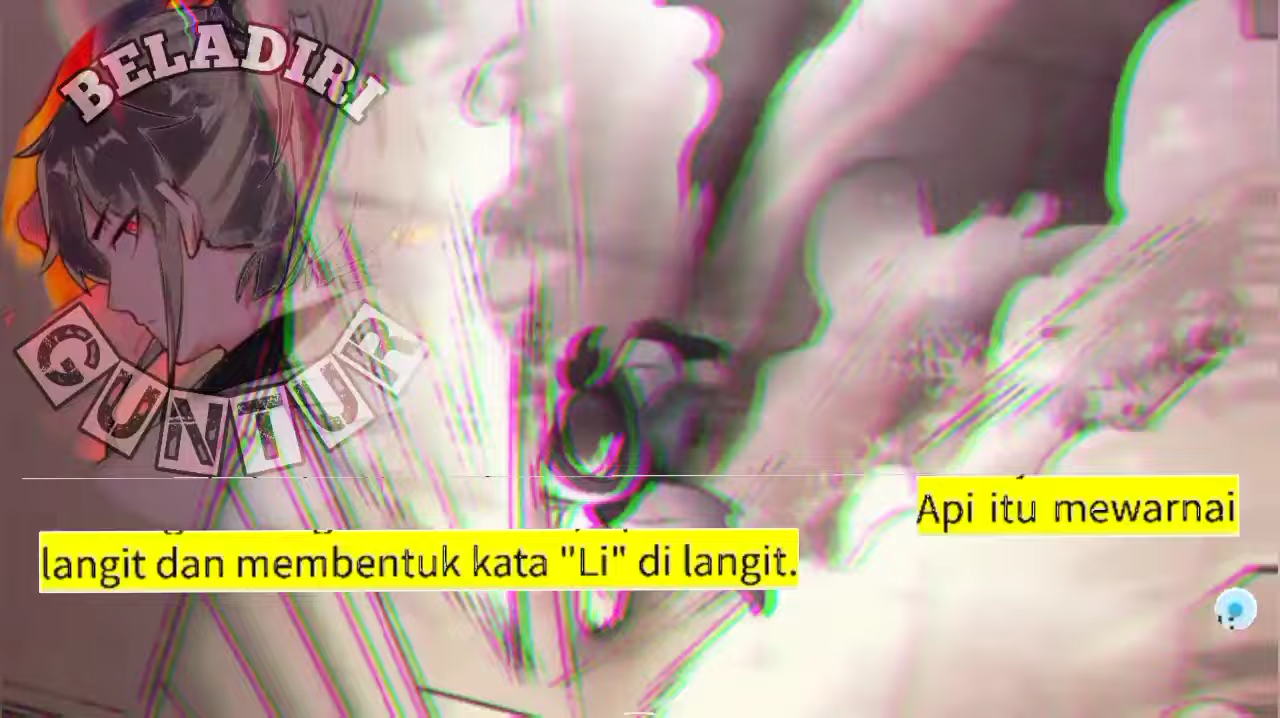 BELADIRI
GUNTUR
Api itu mewarnai
langit dan membentuk kata "Li" di langit.